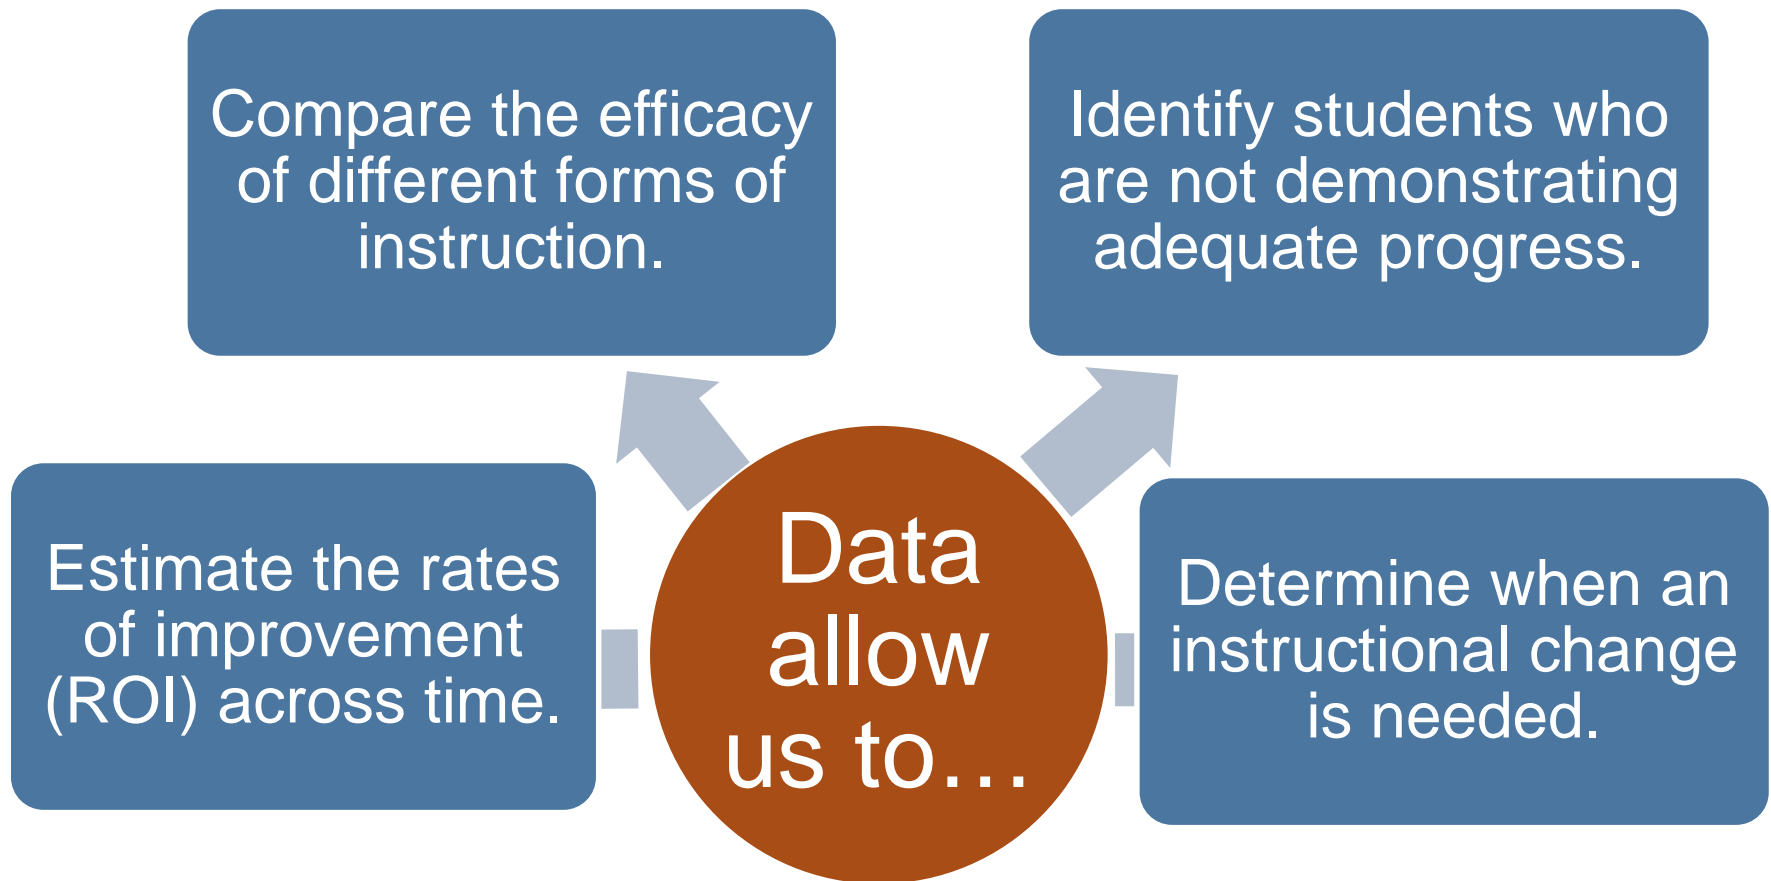 Compare the efficacy
of different forms of
instruction.
Identify students who
are not demonstrating
adequate progress.
Estimate the rates
of improvement
(ROI) across time.
Data
allow
us to…
Determine when an
instructional change
is needed.